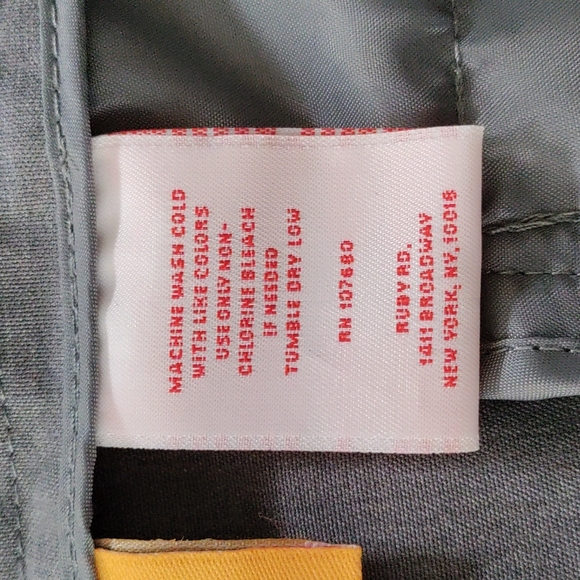 MACHINE WASH COLD
WITH LIKE COLORS
USE ONLY NON-
CHLORINE BLEACH
IF NEEDED
TUMBLE DRY LOW
RN 107680
RUBY RD.
1411 BROADWAY
NEW YORK, NY, 10018